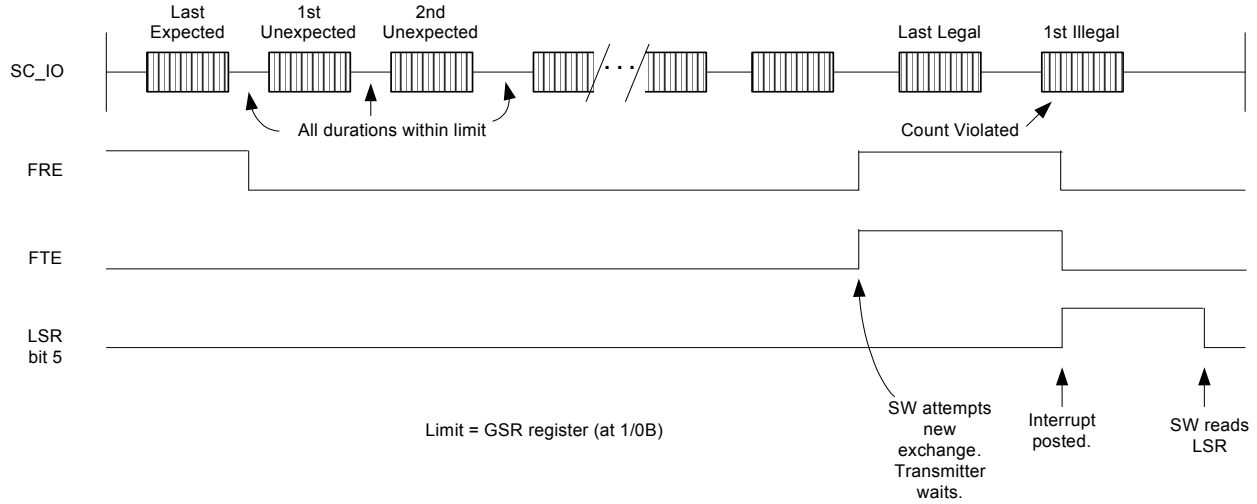 Last
Expected
1st
Unexpected
2nd
Unexpected
Last Legal
1st Illegal
SC_IO
. . .
All durations within limit
Count Violated
FRE
FTE
LSR
bit 5
Limit = GSR register (at 1/0B)
SW attempts
new
exchange.
Transmitter
waits.
Interrupt
posted.
SW reads
LSR